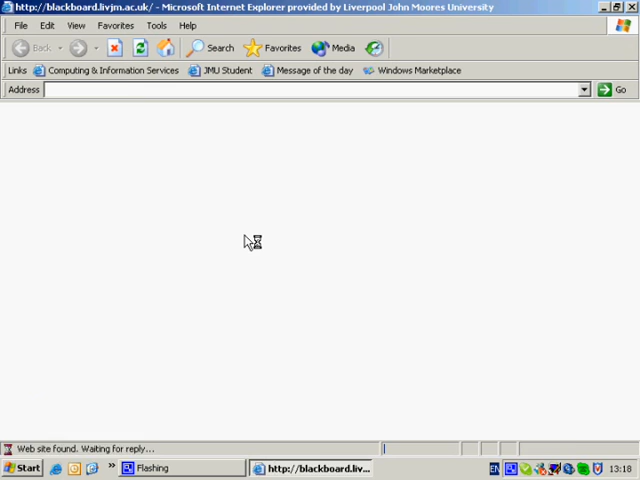 http://blackboard.livjm.ac.uk/ - Microsoft Internet Explorer provided by Liverpool John Moores University
File Edit View Favorites Tools Help
Back Search Favorites Media
Links Computing & Information Services JMU Student Message of the day Windows Marketplace
Address Go
Web site found. Waiting for reply...
Start » Flashing http://blackboard.liv... EN 13:18